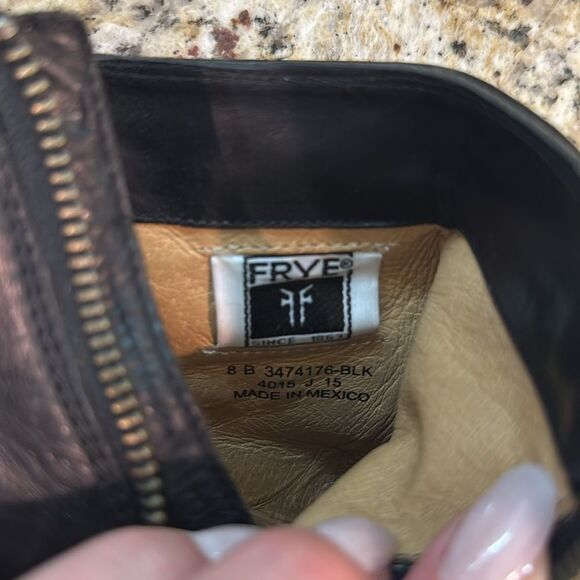 FRYE®
SINCE 1863
8 B 3474176-BLK
4015 J 15
MADE IN MEXICO